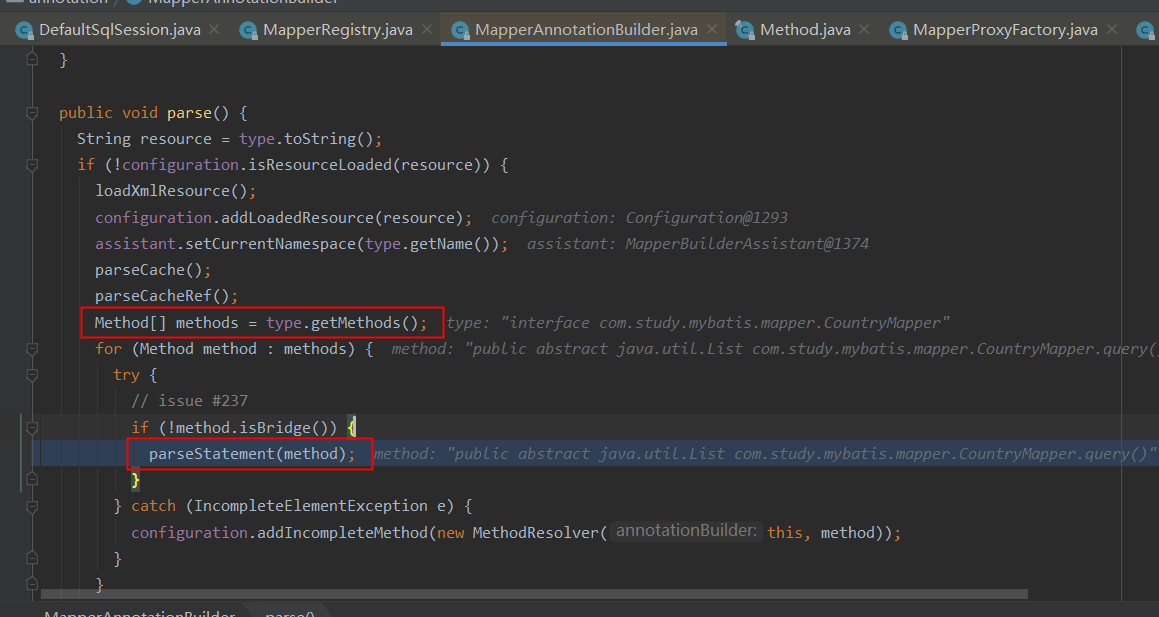 annotation / MapperAnnotationBuilder
DefaultSqlSession.java × MapperRegistry.java × MapperAnnotationBuilder.java × Method.java × MapperProxyFactory.java ×
}
public void parse() {
String resource = type.toString();
if (!configuration.isResourceLoaded(resource)) {
loadXmlResource();
configuration.addLoadedResource(resource); configuration: Configuration@1293
assistant.setCurrentNamespace(type.getName()); assistant: MapperBuilderAssistant@1374
parseCache();
parseCacheRef();
Method[] methods = type.getMethods(); type: "interface com.study.mybatis.mapper.CountryMapper"
for (Method method : methods) { method: "public abstract java.util.List com.study.mybatis.mapper.CountryMapper.query()
try {
// issue #237
if (!method.isBridge()) {
parseStatement(method); method: "public abstract java.util.List com.study.mybatis.mapper.CountryMapper.query()"
}
} catch (IncompleteElementException e) {
configuration.addIncompleteMethod(new MethodResolver( annotationBuilder: this, method));
}
}
MapperAnnotationBuilder parse()